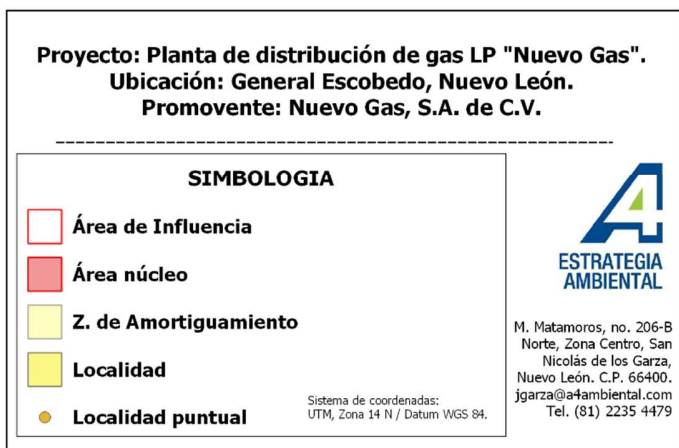 Proyecto: Planta de distribución de gas LP "Nuevo Gas".
Ubicación: General Escobedo, Nuevo León.
Promovente: Nuevo Gas, S.A. de C.V.
SIMBOLOGIA
Área de Influencia
Área núcleo
Z. de Amortiguamiento
Localidad
Localidad puntual
Sistema de coordenadas:
UTM, Zona 14 N / Datum WGS 84.
A4
ESTRATEGIA
AMBIENTAL
M. Matamoros, no. 206-B
Norte, Zona Centro, San
Nicolás de los Garza,
Nuevo León. C.P. 66400.
jgarza@a4ambiental.com
Tel. (81) 2235 4479